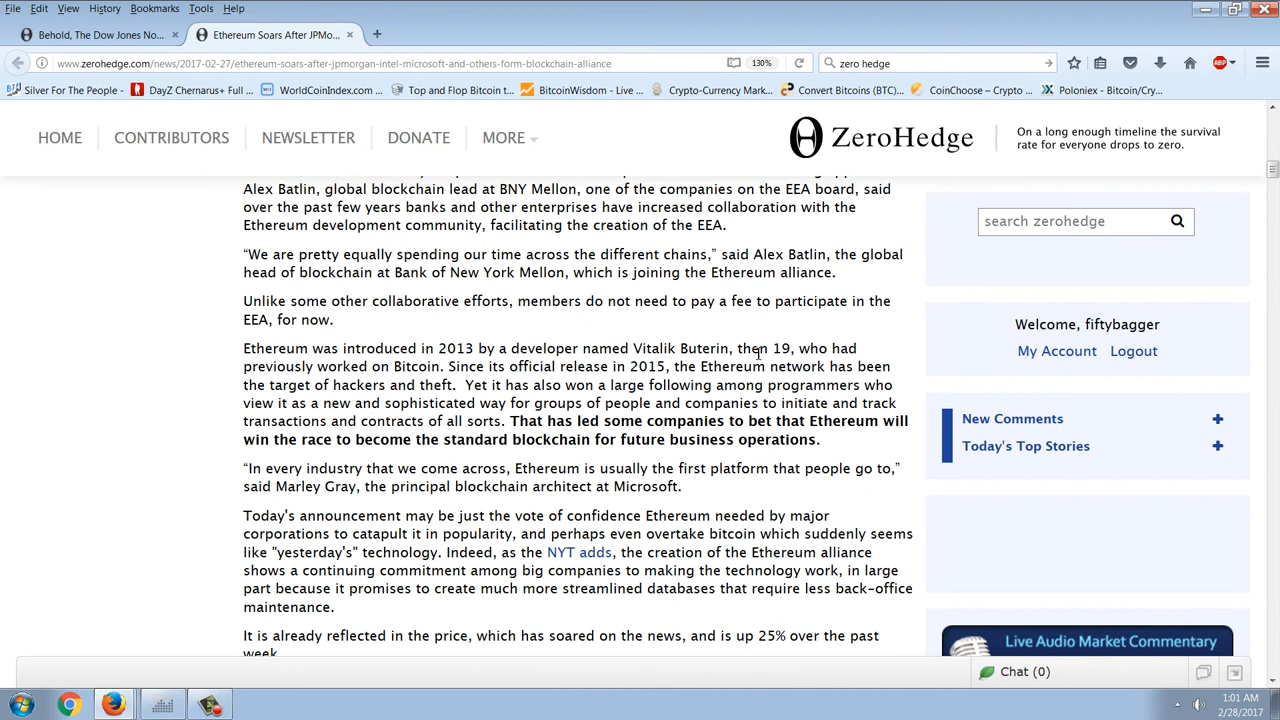 File Edit View History Bookmarks Tools Help
Behold, The Dow Jones No... × Ethereum Soars After JPMo... × +
www.zerohedge.com/news/2017-02-27/ethereum-soars-after-jpmorgan-intel-microsoft-and-others-form-blockchain-alliance 130% zero hedge
Silver For The People - DayZ Chernarus+ Full ... WorldCoinIndex.com ... Top and Flop Bitcoin t... BitcoinWisdom - Live ... Crypto-Currency Mark... Convert Bitcoins (BTC)... CoinChoose – Crypto ... Poloniex - Bitcoin/Cry...
HOME CONTRIBUTORS NEWSLETTER DONATE MORE
ZeroHedge
On a long enough timeline the survival
rate for everyone drops to zero.
Alex Batlin, global blockchain lead at BNY Mellon, one of the companies on the EEA board, said
over the past few years banks and other enterprises have increased collaboration with the
Ethereum development community, facilitating the creation of the EEA.
“We are pretty equally spending our time across the different chains,” said Alex Batlin, the global
head of blockchain at Bank of New York Mellon, which is joining the Ethereum alliance.
Unlike some other collaborative efforts, members do not need to pay a fee to participate in the
EEA, for now.
Ethereum was introduced in 2013 by a developer named Vitalik Buterin, then 19, who had
previously worked on Bitcoin. Since its official release in 2015, the Ethereum network has been
the target of hackers and theft. Yet it has also won a large following among programmers who
view it as a new and sophisticated way for groups of people and companies to initiate and track
transactions and contracts of all sorts. That has led some companies to bet that Ethereum will
win the race to become the standard blockchain for future business operations.
“In every industry that we come across, Ethereum is usually the first platform that people go to,”
said Marley Gray, the principal blockchain architect at Microsoft.
Today's announcement may be just the vote of confidence Ethereum needed by major
corporations to catapult it in popularity, and perhaps even overtake bitcoin which suddenly seems
like "yesterday's" technology. Indeed, as the NYT adds, the creation of the Ethereum alliance
shows a continuing commitment among big companies to making the technology work, in large
part because it promises to create much more streamlined databases that require less back-office
maintenance.
It is already reflected in the price, which has soared on the news, and is up 25% over the past
week
search zerohedge
Welcome, fiftybagger
My Account Logout
New Comments +
Today's Top Stories +
Live Audio Market Commentary
Chat (0)
1:01 AM
2/28/2017